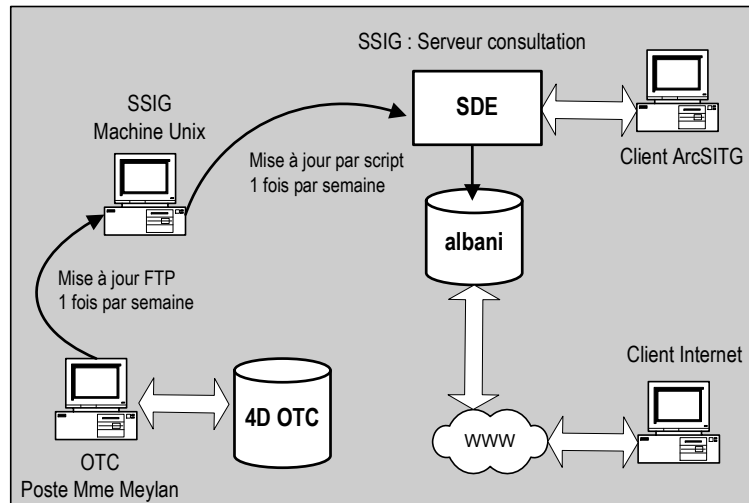 SSIG : Serveur consultation
SSIG
Machine Unix
SDE
Mise à jour par script
1 fois par semaine
Client ArcSITG
albani
Mise à jour FTP
1 fois par semaine
Client Internet
4D OTC
WWW
OTC
Poste Mme Meylan